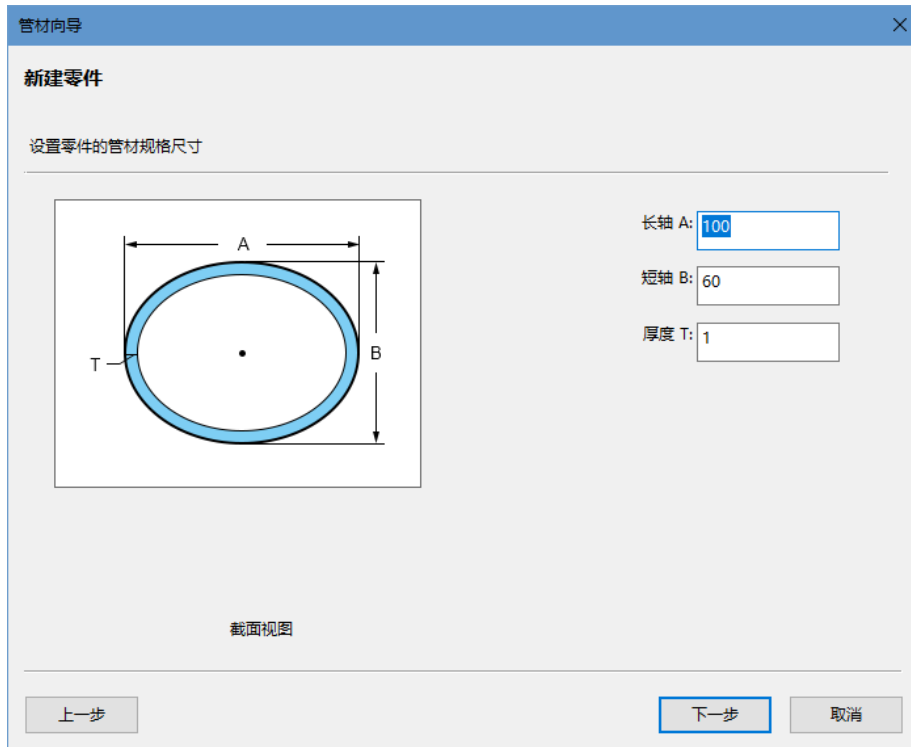 管材向导
新建零件
设置零件的管材规格尺寸
A
B
T
长轴 A: 100
短轴 B: 60
厚度 T: 1
截面视图
上一步 下一步 取消